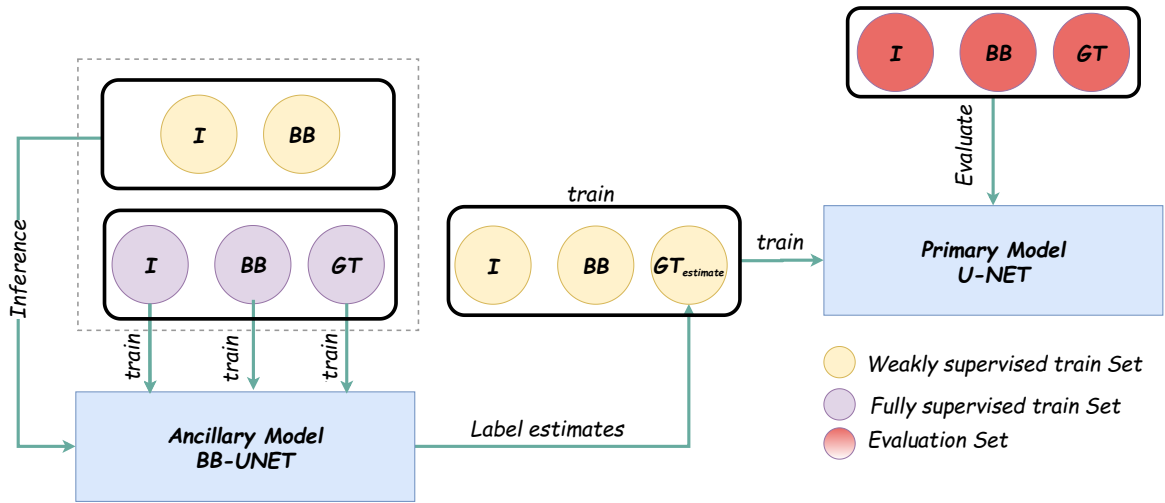 I BB GT
I BB
Evaluate
train
Inference
I BB GT
I BB GTestimate
train
Primary Model
U-NET
train
train
train
Weakly supervised train Set
Fully supervised train Set
Evaluation Set
Ancillary Model
BB-UNET
Label estimates